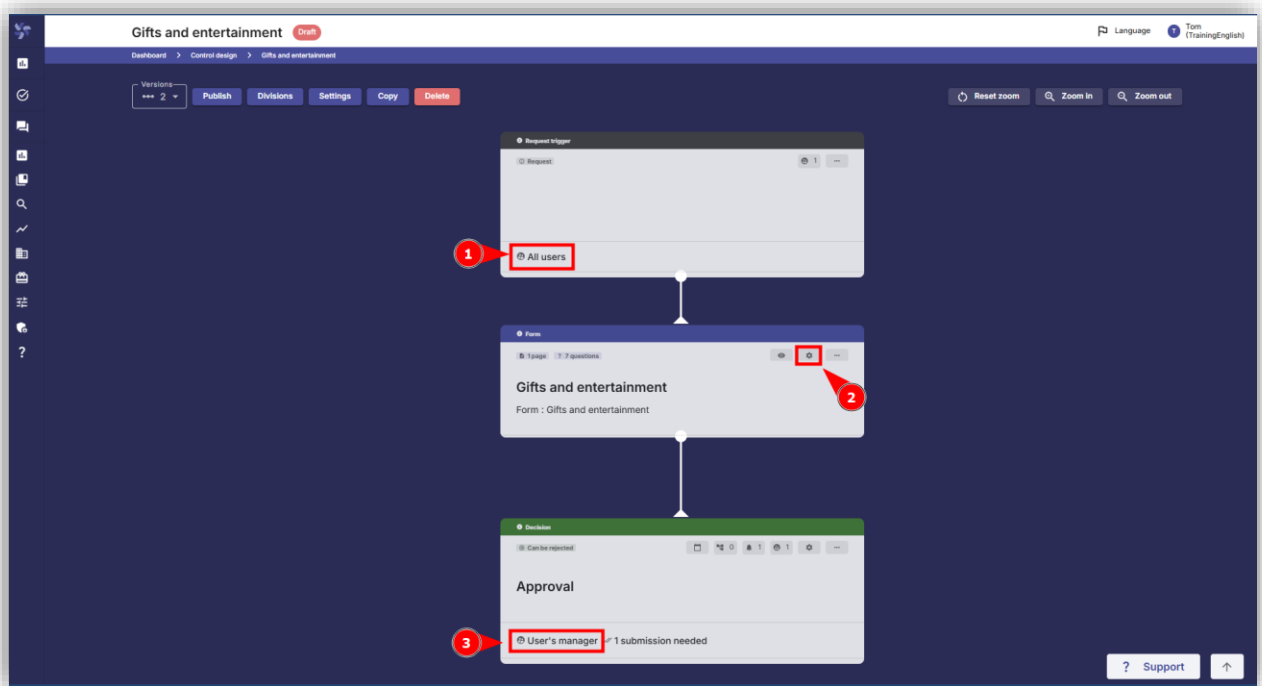 Gifts and entertainment Draft
Language T Tom
(TrainingEnglish)
Dashboard > Control design > Gifts and entertainment
Versions
2 Publish Divisions Settings Copy Delete
Reset zoom Zoom in Zoom out
Request trigger
Request 1
1 All users
Form
1 page ? 7 questions
Gifts and entertainment
2
Form : Gifts and entertainment
Decision
Can be rejected 0 1 1
Approval
3 User's manager 1 submission needed
? Support